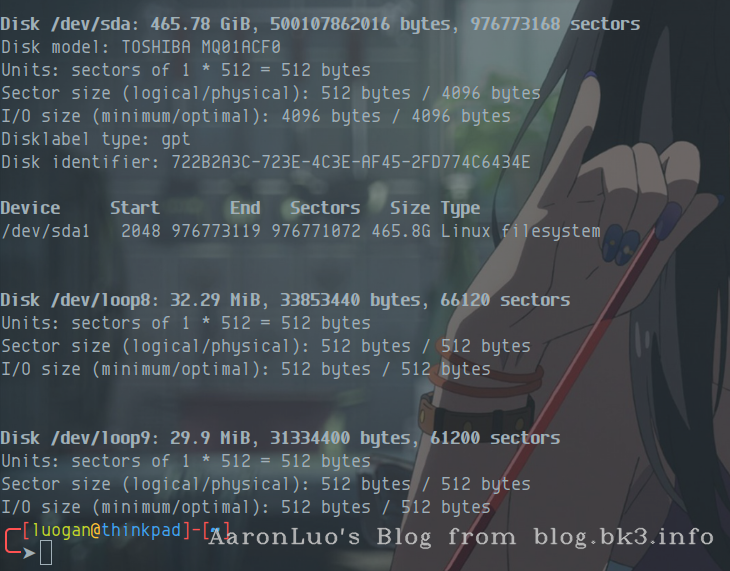 Disk /dev/sda: 465.78 GiB, 500107862016 bytes, 976773168 sectors
Disk model: TOSHIBA MQ01ACF0
Units: sectors of 1 * 512 = 512 bytes
Sector size (logical/physical): 512 bytes / 4096 bytes
I/O size (minimum/optimal): 4096 bytes / 4096 bytes
Disklabel type: gpt
Disk identifier: 722B2A3C-723E-4C3E-AF45-2FD774C6434E
Device Start End Sectors Size Type
/dev/sda1 2048 976773119 976771072 465.8G Linux filesystem
Disk /dev/loop8: 32.29 MiB, 33853440 bytes, 66120 sectors
Units: sectors of 1 * 512 = 512 bytes
Sector size (logical/physical): 512 bytes / 512 bytes
I/O size (minimum/optimal): 512 bytes / 512 bytes
Disk /dev/loop9: 29.9 MiB, 31334400 bytes, 61200 sectors
Units: sectors of 1 * 512 = 512 bytes
Sector size (logical/physical): 512 bytes / 512 bytes
I/O size (minimum/optimal): 512 bytes / 512 bytes
[luogan@thinkpad]-[~]
AaronLuo's Blog from blog.bk3.info